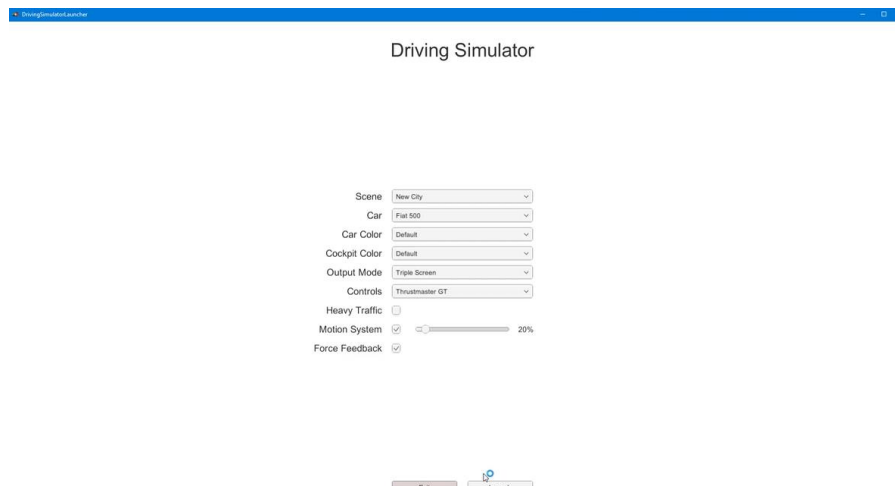 DrivingSimulatorLauncher
Driving Simulator
Scene New City
Car Fiat 500
Car Color Default
Cockpit Color Default
Output Mode Triple Screen
Controls Thrustmaster GT
Heavy Traffic
Motion System 20%
Force Feedback